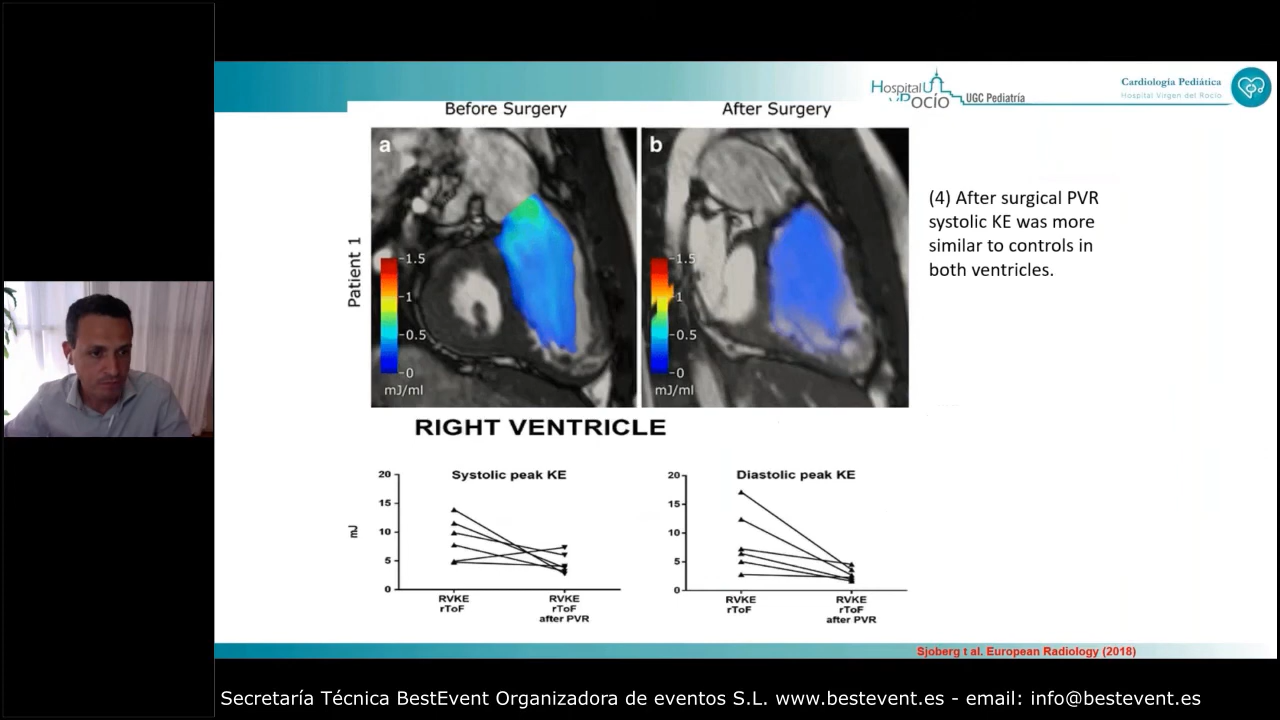 Hospital
Rocío
UGC Pediatría
Cardiología Pediátrica
Hospital Virgen del Rocío
Before Surgery
After Surgery
a
b
Patient 1
1.5
1
0.5
0
mJ/ml
1.5
1
0.5
0
mJ/ml
(4) After surgical PVR
systolic KE was more
similar to controls in
both ventricles.
RIGHT VENTRICLE
Systolic peak KE
mJ
20
15
10
5
0
RVKE
rToF
RVKE
rToF
after PVR
Diastolic peak KE
20
15
10
5
0
RVKE
rToF
RVKE
rToF
after PVR
Sjoberg t al. European Radiology (2018)
Secretaría Técnica BestEvent Organizadora de eventos S.L. www.bestevent.es - email: info@bestevent.es